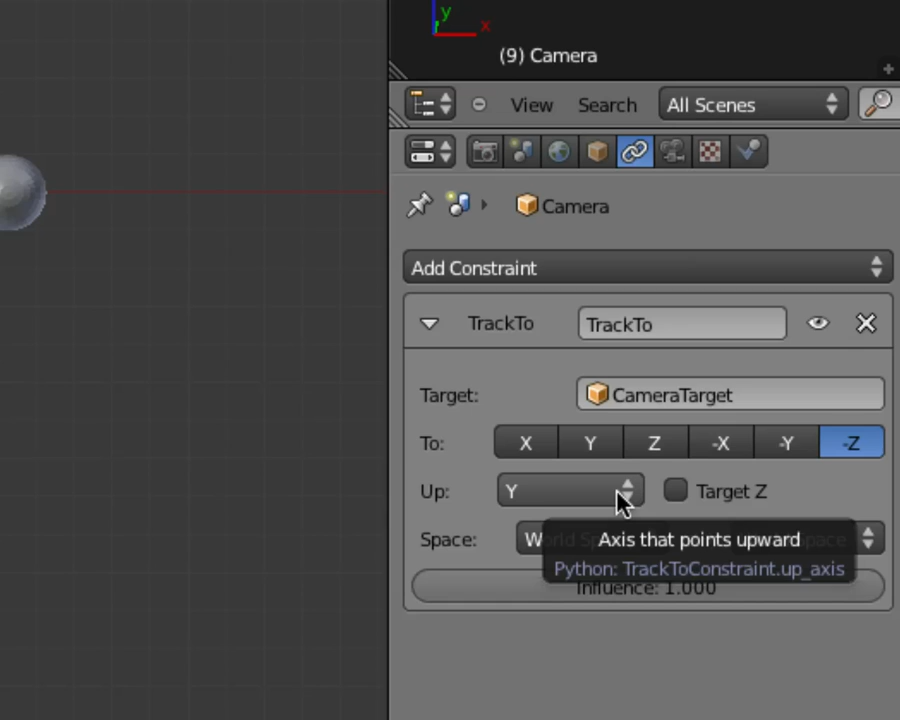 y
x
(9) Camera
View Search All Scenes
Camera
Add Constraint
TrackTo TrackTo
Target: CameraTarget
To: X Y Z -X -Y -Z
Up: Y Target Z
Space:
Axis that points upward
Python: TrackToConstraint.up_axis
Influence: 1.000